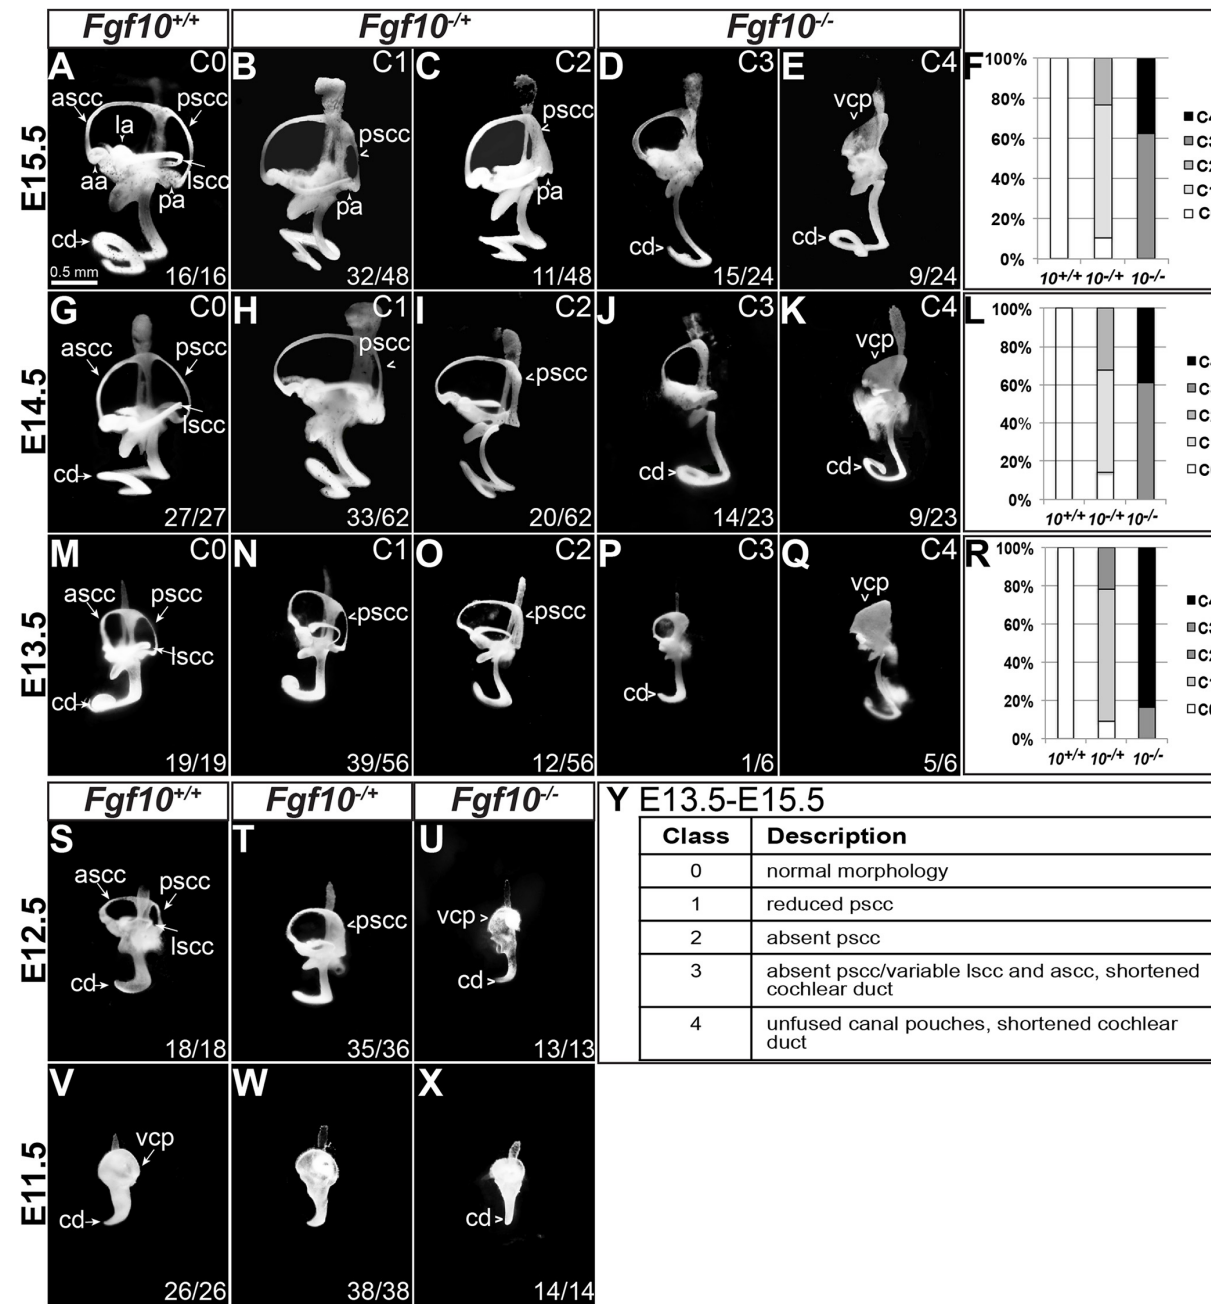 Fgf10+/+ Fgf10-/+ Fgf10-/-
E15.5
A C0 ascc pscc la aa lscc pa cd 0.5 mm 16/16
B C1 pscc pa 32/48
C C2 pscc pa 11/48
D C3 cd 15/24
E C4 vcp cd 9/24
F 100% 80% 60% 40% 20% 0% 10+/+ 10-/+ 10-/-
E14.5
G C0 ascc pscc lscc cd 27/27
H C1 pscc 33/62
I C2 pscc 20/62
J C3 cd 14/23
K C4 vcp cd 9/23
L 100% 80% 60% 40% 20% 0% 10+/+ 10-/+ 10-/-
E13.5
M C0 ascc pscc lscc cd 19/19
N C1 pscc 39/56
O C2 pscc 12/56
P C3 cd 1/6
Q C4 vcp 5/6
R 100% 80% 60% 40% 20% 0% 10+/+ 10-/+ 10-/-
Fgf10+/+ Fgf10-/+ Fgf10-/-
E12.5
S ascc pscc lscc cd 18/18
T pscc 35/36
U vcp cd 13/13
E11.5
V vcp cd 26/26
W 38/38
X cd 14/14
Y E13.5-E15.5
Class Description
0 normal morphology
1 reduced pscc
2 absent pscc
3 absent pscc/variable lscc and ascc, shortened
cochlear duct
4 unfused canal pouches, shortened cochlear
duct